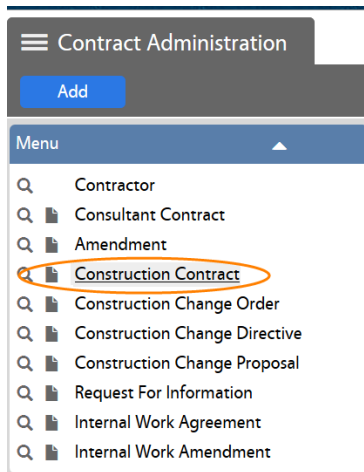 Contract Administration
Add
Menu
Contractor
Consultant Contract
Amendment
Construction Contract
Construction Change Order
Construction Change Directive
Construction Change Proposal
Request For Information
Internal Work Agreement
Internal Work Amendment